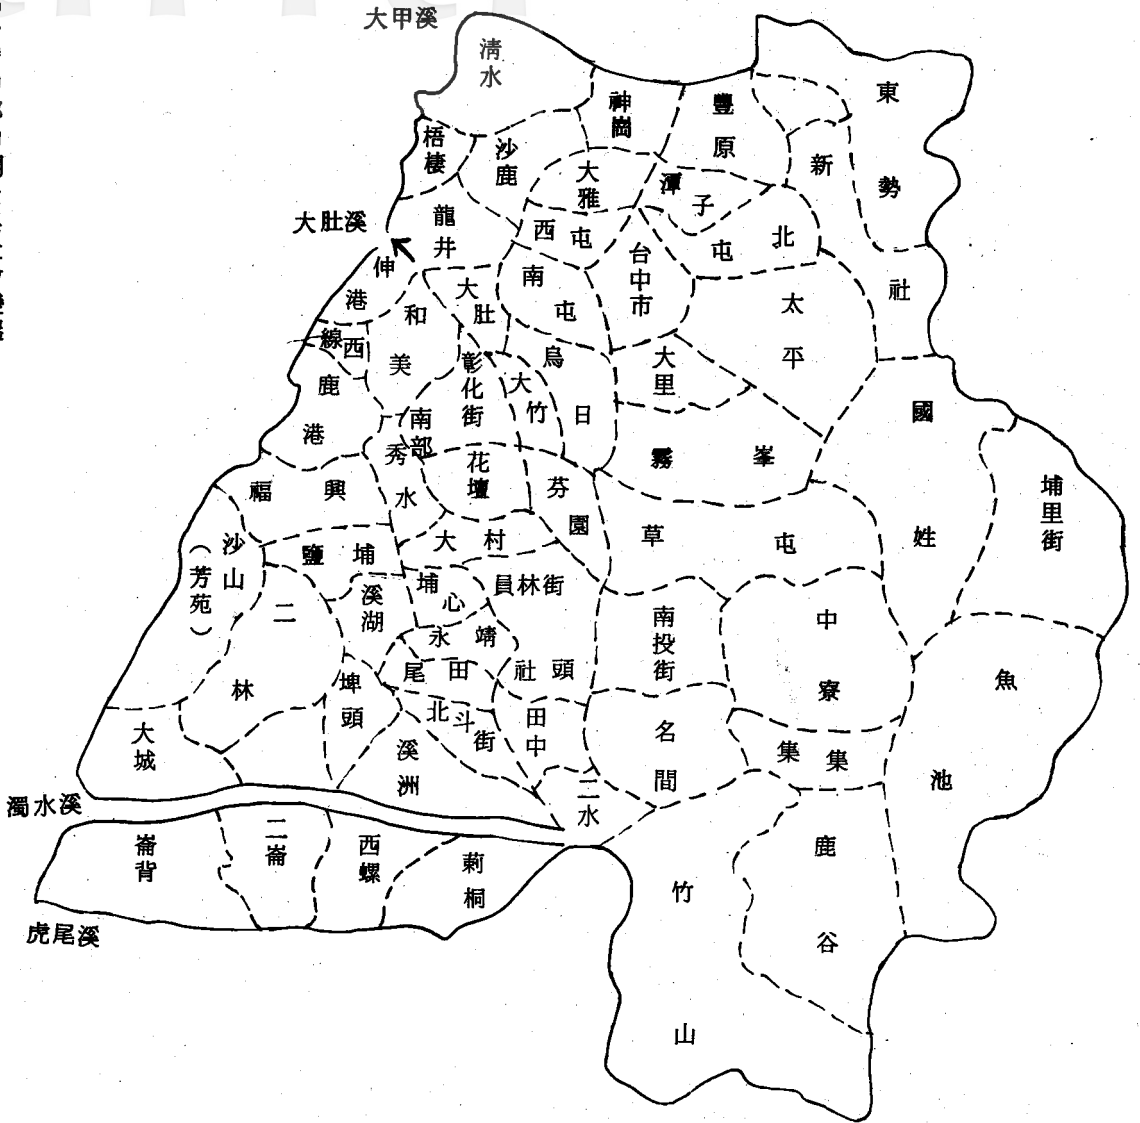 大甲溪
清水
神岡
豐原
東勢
梧棲
沙鹿
大雅
潭子
新社
大肚溪
龍井
西屯
台中市
北屯
伸港
和美
大肚
南屯
太平
線西
鹿港
彰化街
大竹
烏日
大里
南部
國姓
秀水
花壇
芬園
霧峯
福興
埔里街
沙山
(芳苑)
鹽埔
大村
草屯
二林
溪湖
埔心
員林街
永靖
南投街
中寮
魚池
埤頭
尾田
社頭
大城
北斗街
田中
名間
集集
溪洲
二水
濁水溪
崙背
二崙
西螺
莿桐
竹山
鹿谷
虎尾溪